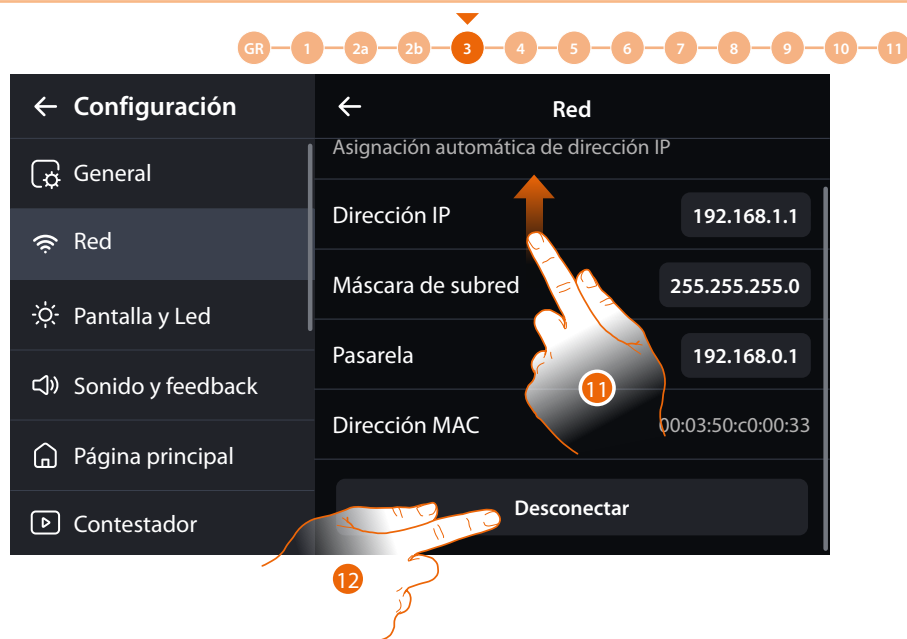 GR 1 2a 2b 3 4 5 6 7 8 9 10 11
Configuración
Red
General
Red
Pantalla y Led
Sonido y feedback
Página principal
Contestador
Asignación automática de dirección IP
Dirección IP 192.168.1.1
Máscara de subred 255.255.255.0
Pasarela 192.168.0.1
11
Dirección MAC 00:03:50:c0:00:33
Desconectar
12